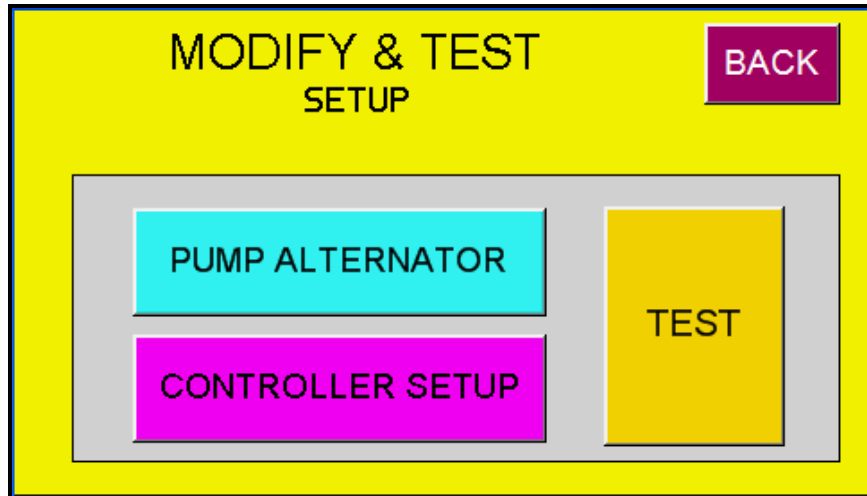 MODIFY & TEST
SETUP
BACK
PUMP ALTERNATOR
CONTROLLER SETUP
TEST